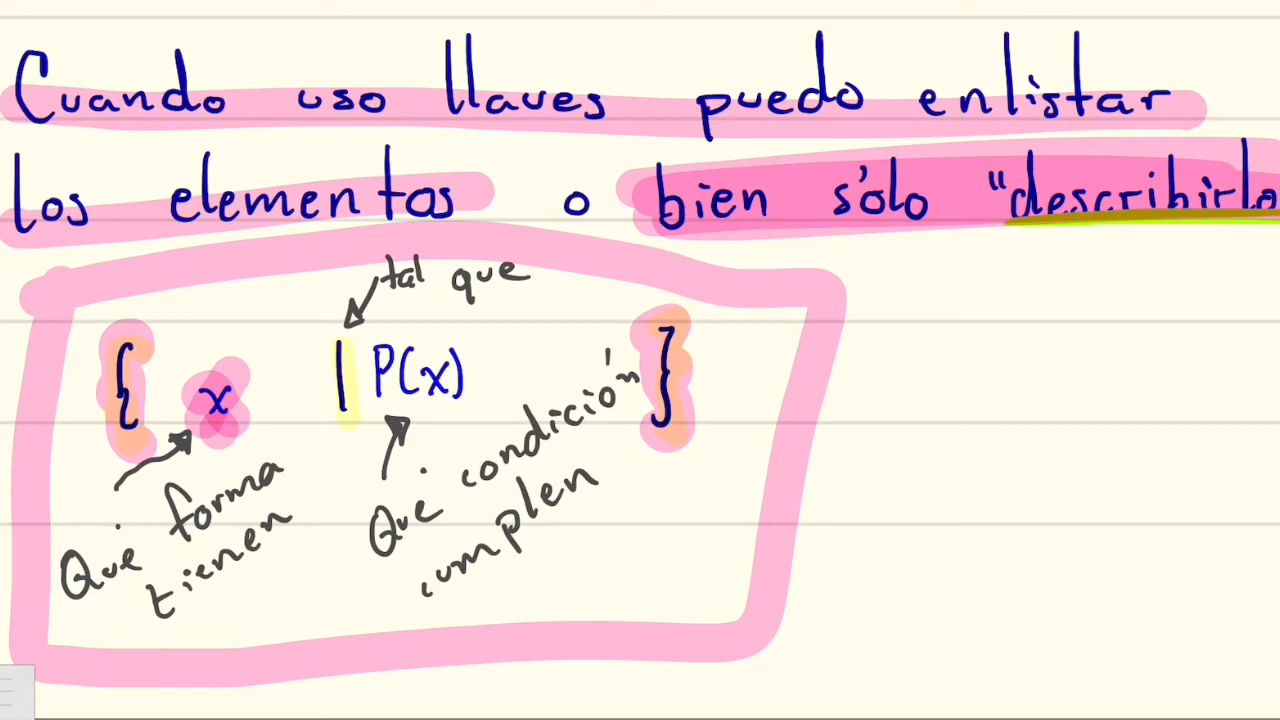 Cuando uso llaves puedo enlistar
los elementos o bien sólo "describirlo
tal que
{ x | P(x) }
Qué forma
tienen
Qué condición
cumplen